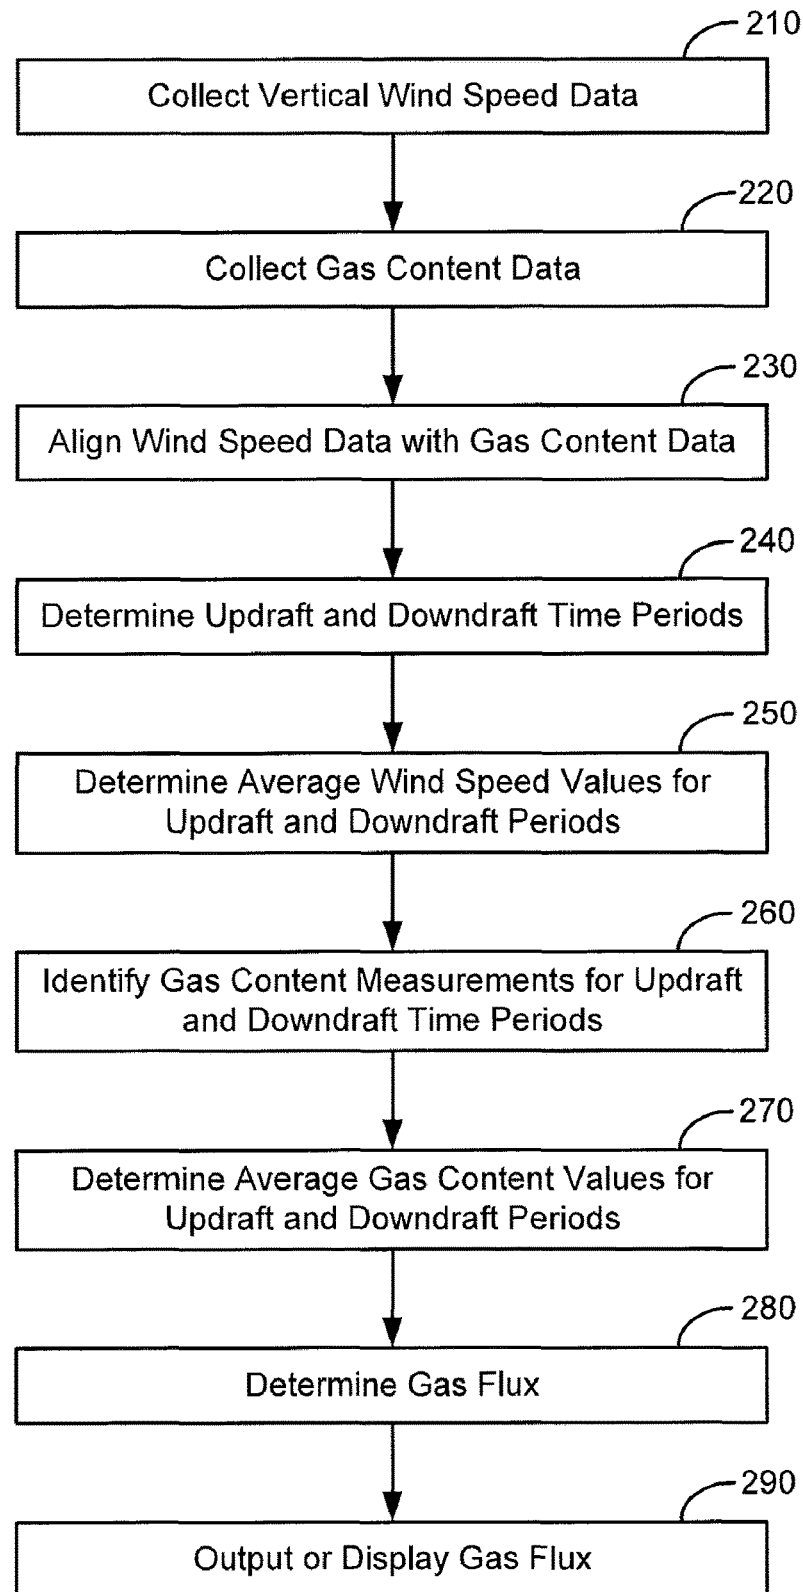 210
Collect Vertical Wind Speed Data
220
Collect Gas Content Data
230
Align Wind Speed Data with Gas Content Data
240
Determine Updraft and Downdraft Time Periods
250
Determine Average Wind Speed Values for
Updraft and Downdraft Periods
260
Identify Gas Content Measurements for Updraft
and Downdraft Time Periods
270
Determine Average Gas Content Values for
Updraft and Downdraft Periods
280
Determine Gas Flux
290
Output or Display Gas Flux